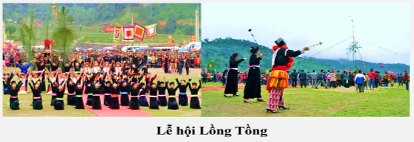 Lễ hội Lồng Tồng